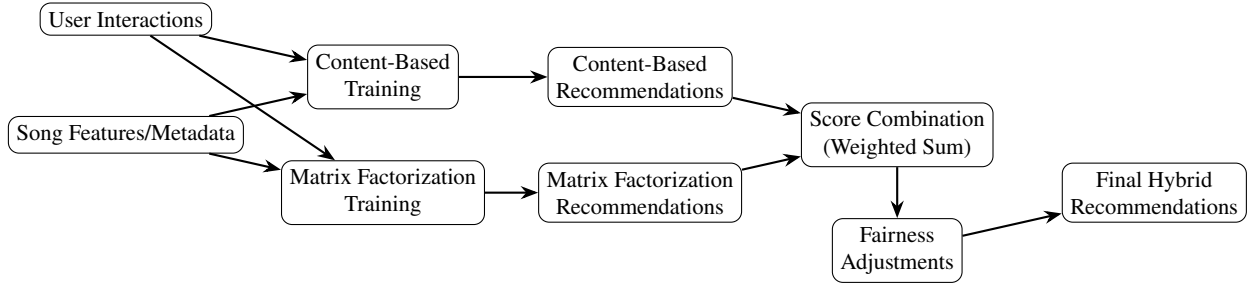 User Interactions
Content-Based
Training
Content-Based
Recommendations
Song Features/Metadata
Score Combination
(Weighted Sum)
Matrix Factorization
Training
Matrix Factorization
Recommendations
Final Hybrid
Recommendations
Fairness
Adjustments